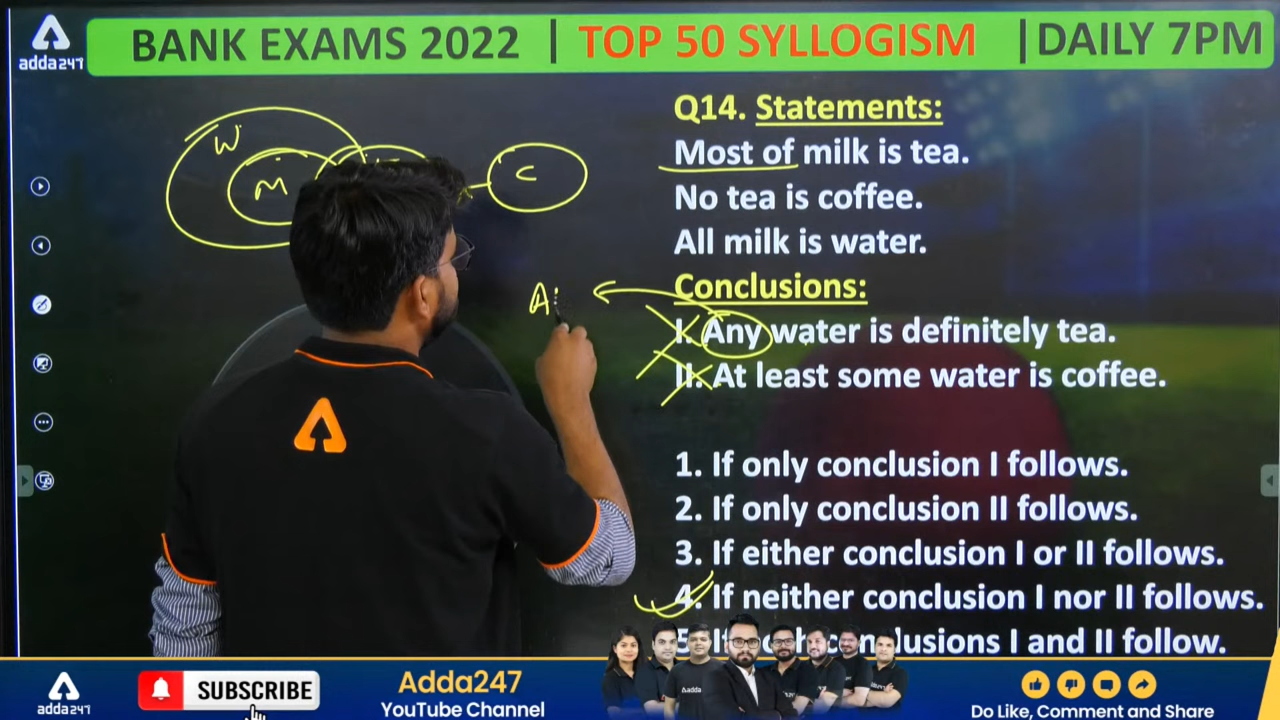 BANK EXAMS 2022 | TOP 50 SYLLOGISM | DAILY 7PM
adda247
W
M
C
Q14. Statements:
Most of milk is tea.
No tea is coffee.
All milk is water.
Conclusions:
I. Any water is definitely tea.
II. At least some water is coffee.
1. If only conclusion I follows.
2. If only conclusion II follows.
3. If either conclusion I or II follows.
4. If neither conclusion I nor II follows.
conclusions I and II follow.
adda247
SUBSCRIBE
Adda247
YouTube Channel
Do Like, Comment and Share